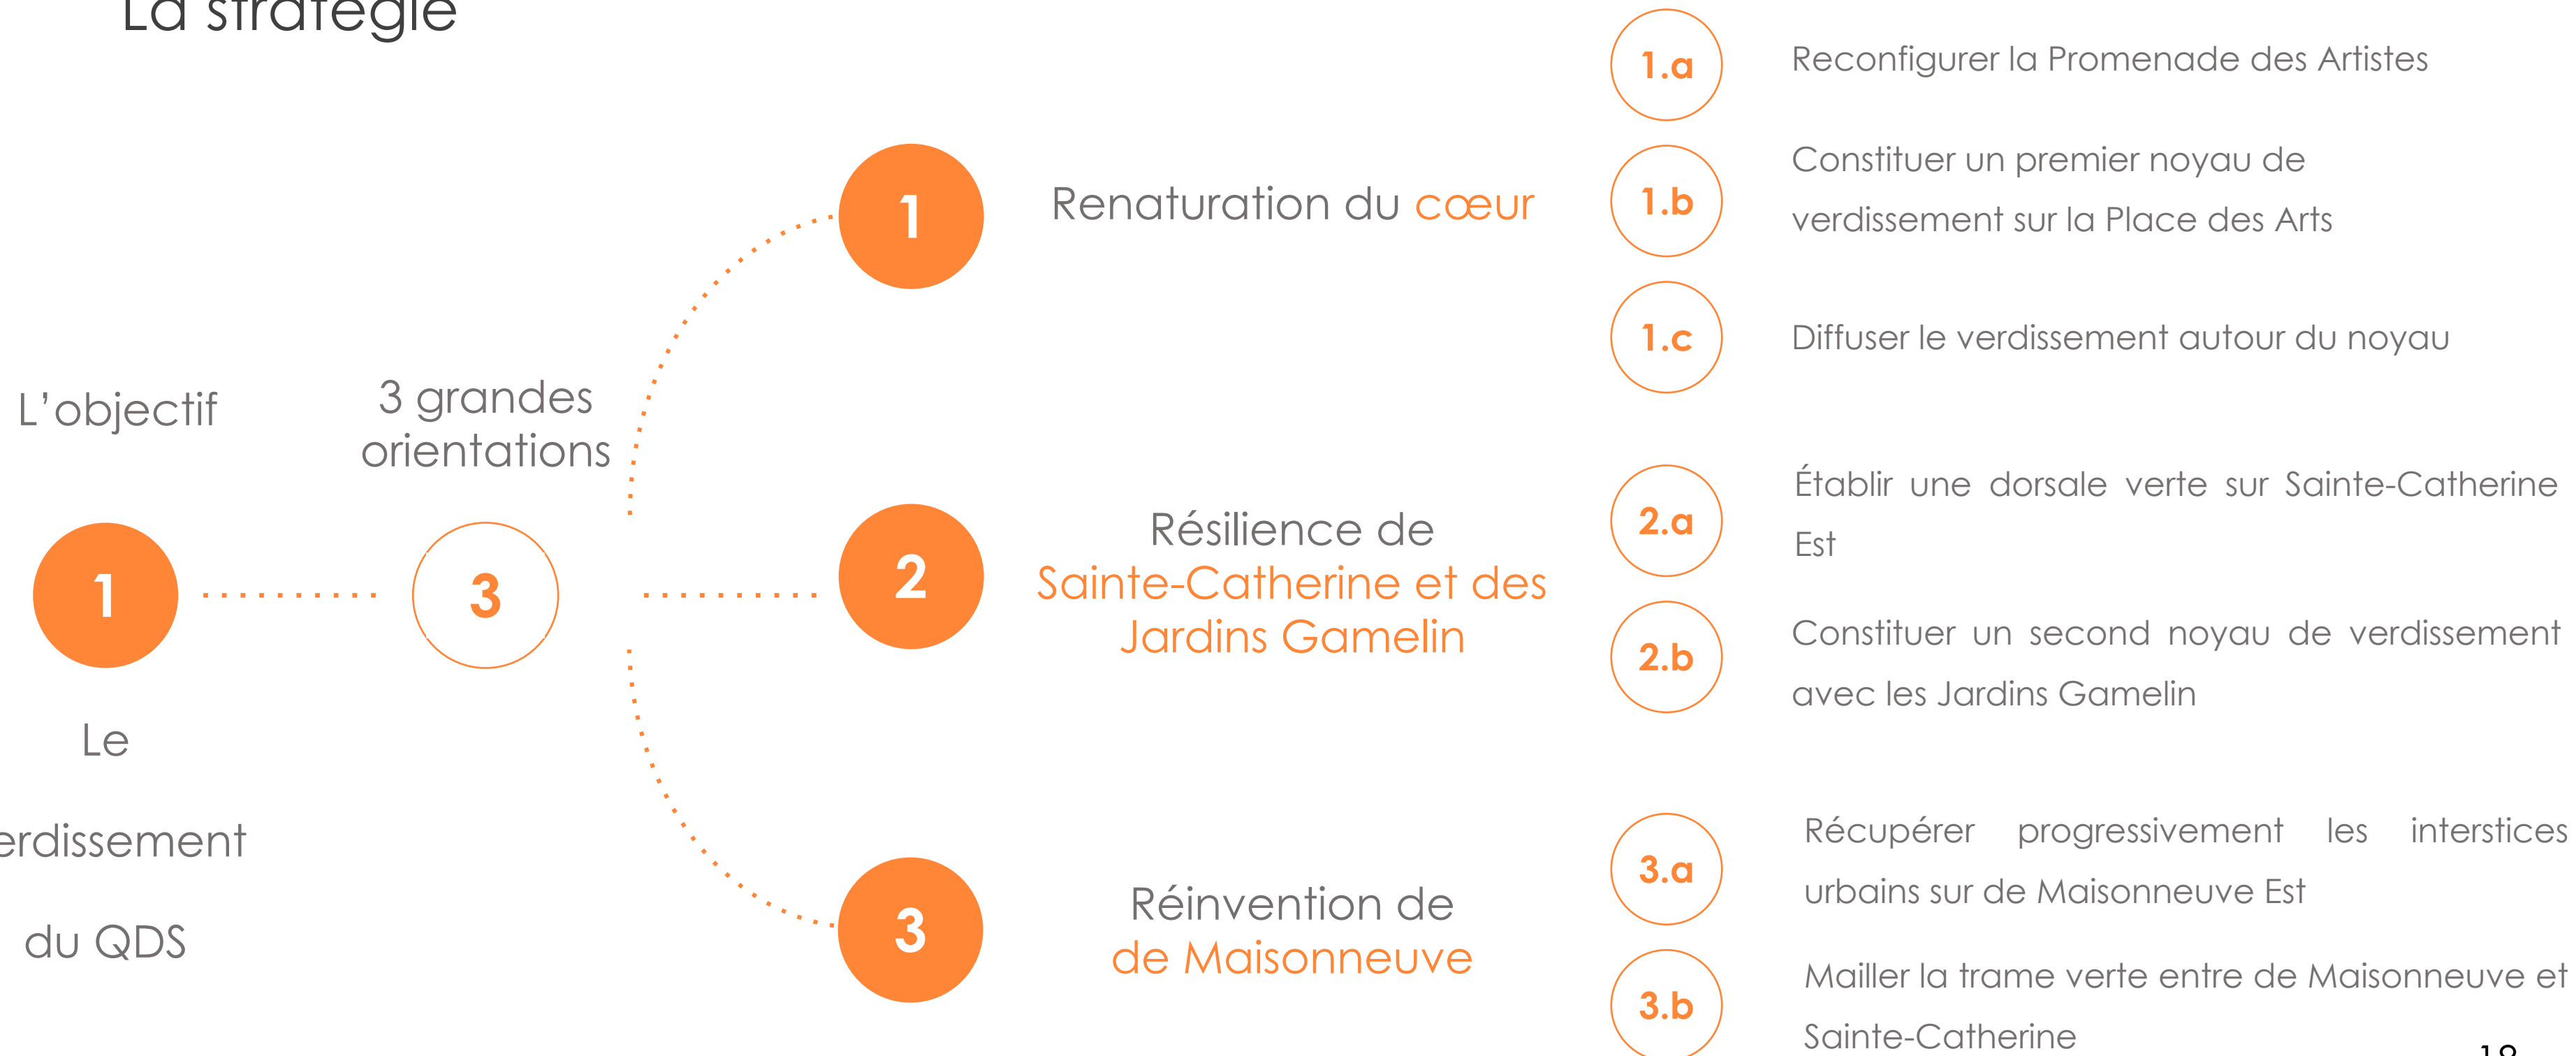 La stratégie
L'objectif
1
Le
erdissement
du QDS
3 grandes
orientations
3
1
Renaturation du cœur
1.a
Reconfigurer la Promenade des Artistes
1.b
Constituer un premier noyau de
verdissement sur la Place des Arts
1.c
Diffuser le verdissement autour du noyau
2
Résilience de
Sainte-Catherine et des
Jardins Gamelin
2.a
Établir une dorsale verte sur Sainte-Catherine
Est
2.b
Constituer un second noyau de verdissement
avec les Jardins Gamelin
3
Réinvention de
de Maisonneuve
3.a
Récupérer progressivement les interstices
urbains sur de Maisonneuve Est
3.b
Mailler la trame verte entre de Maisonneuve et
Sainte-Catherine